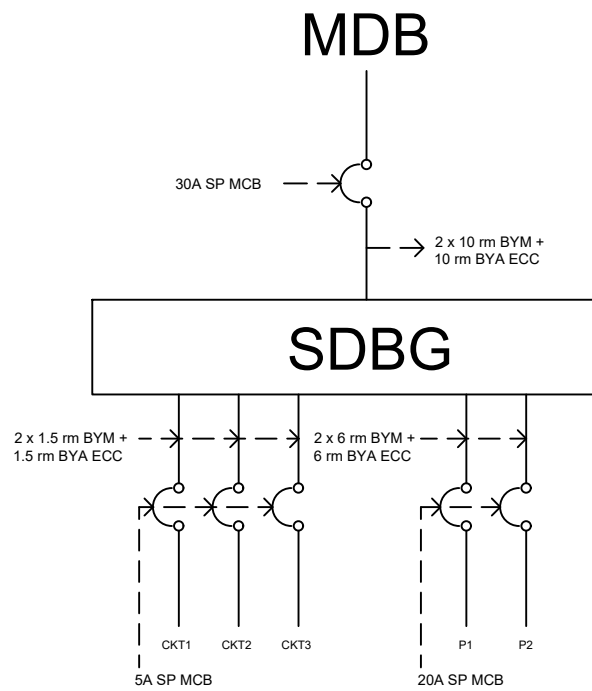 MDB
30A SP MCB
2 x 10 rm BYM +
10 rm BYA ECC
SDBG
2 x 1.5 rm BYM +
1.5 rm BYA ECC
2 x 6 rm BYM +
6 rm BYA ECC
CKT1
CKT2
CKT3
P1
P2
5A SP MCB
20A SP MCB